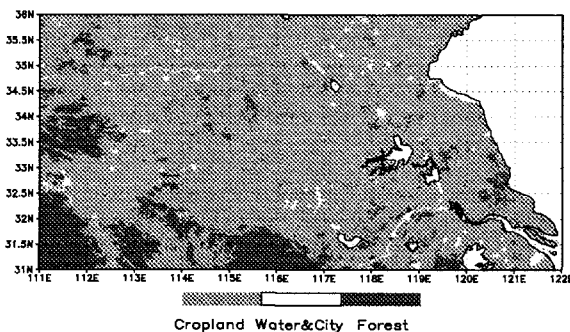 36N
35.5N
35N
34.5N
34N
33.5N
33N
32.5N
32N
31.5N
31N
111E 112E 113E 114E 115E 116E 117E 118E 119E 120E 121E 122E
Cropland Water&City Forest